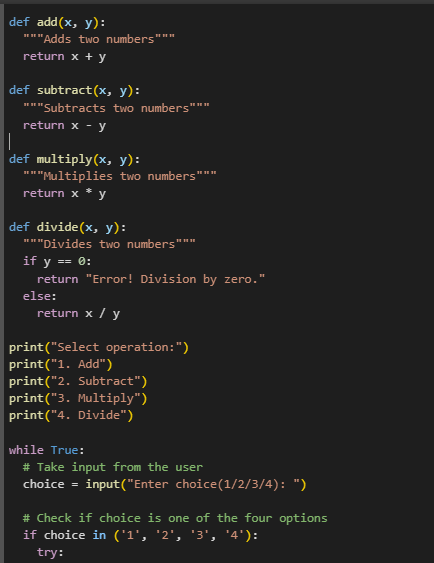 def add(x, y):
  """Adds two numbers"""
  return x + y

def subtract(x, y):
  """Subtracts two numbers"""
  return x - y

def multiply(x, y):
  """Multiplies two numbers"""
  return x * y

def divide(x, y):
  """Divides two numbers"""
  if y == 0:
    return "Error! Division by zero."
  else:
    return x / y

print("Select operation:")
print("1. Add")
print("2. Subtract")
print("3. Multiply")
print("4. Divide")

while True:
  # Take input from the user
  choice = input("Enter choice(1/2/3/4): ")

  # Check if choice is one of the four options
  if choice in ('1', '2', '3', '4'):
    try: